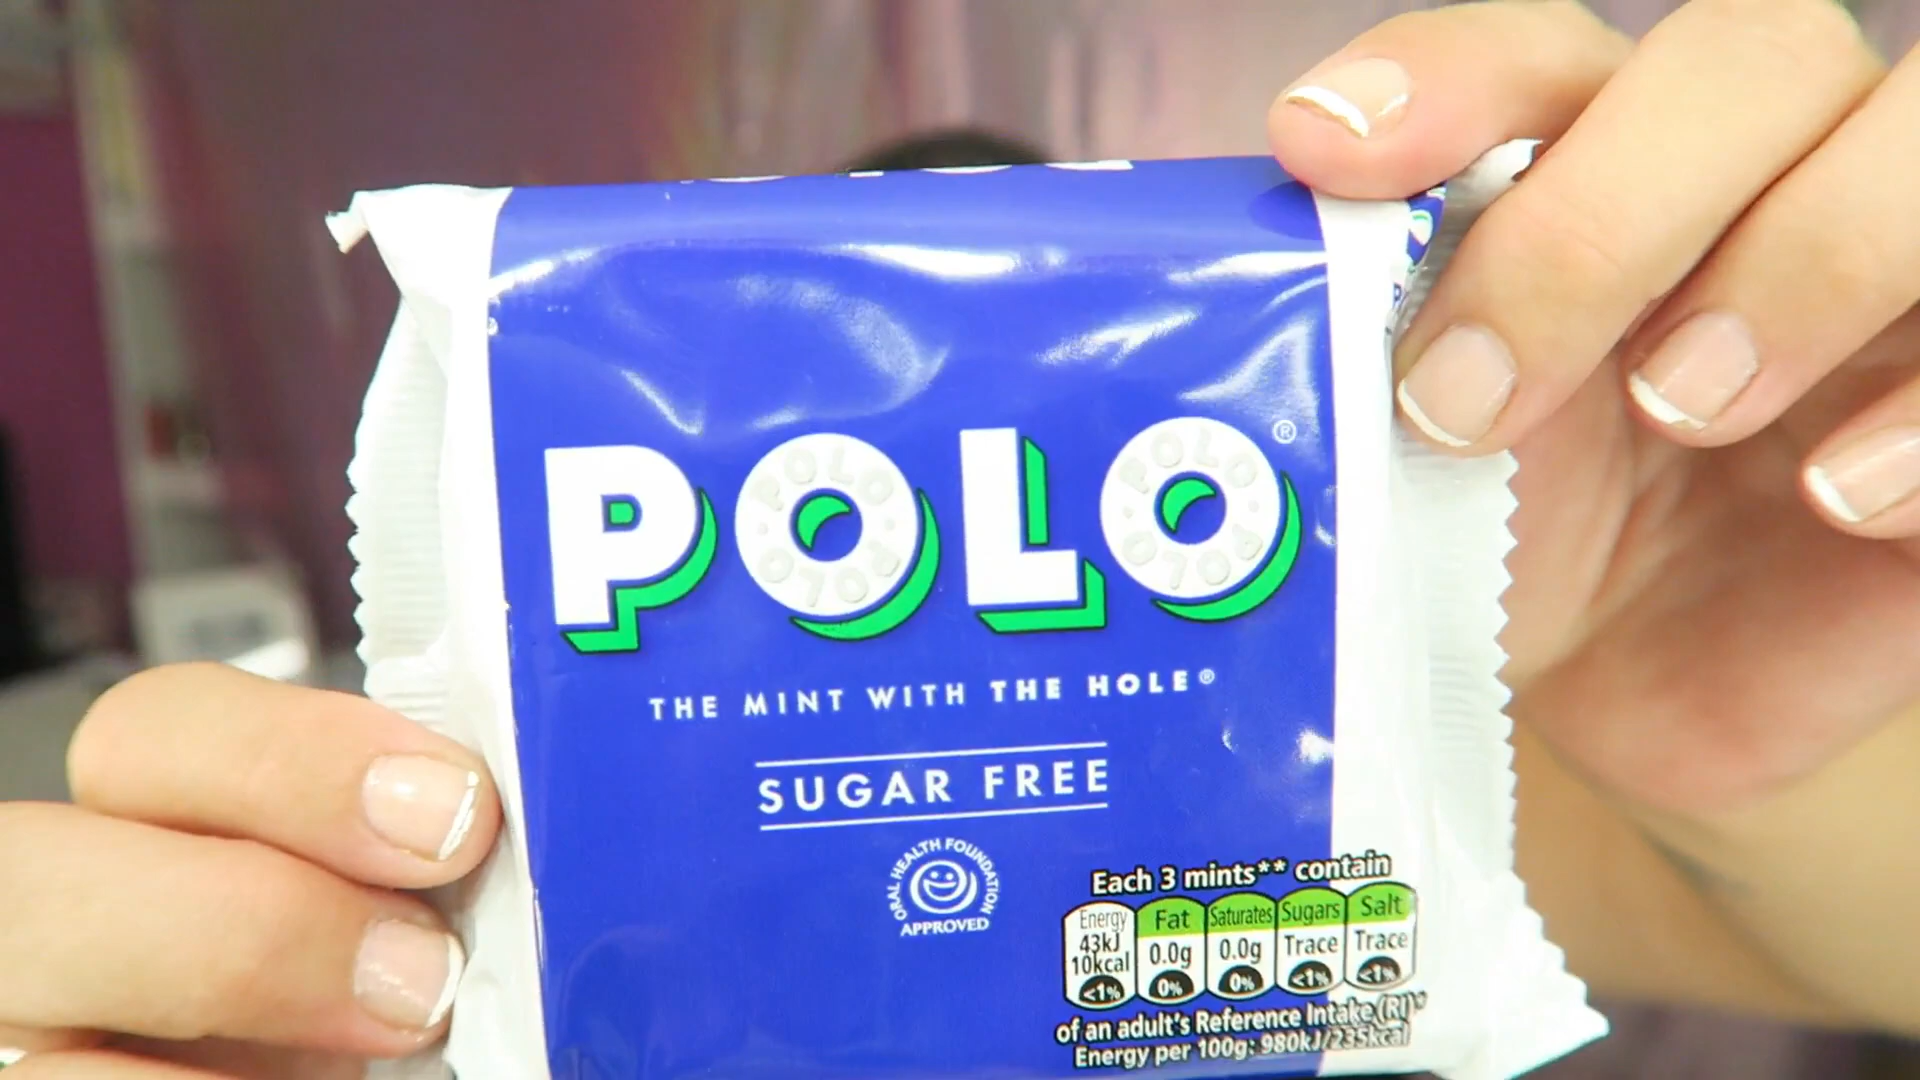 POLO®
THE MINT WITH THE HOLE®
SUGAR FREE
ORAL HEALTH FOUNDATION
APPROVED
Each 3 mints** contain
Energy 43kJ 10kcal <1%
Fat 0.0g 0%
Saturates 0.0g 0%
Sugars Trace <1%
Salt Trace <1%
of an adult's Reference Intake (RI)*
Energy per 100g: 980kJ/235kcal